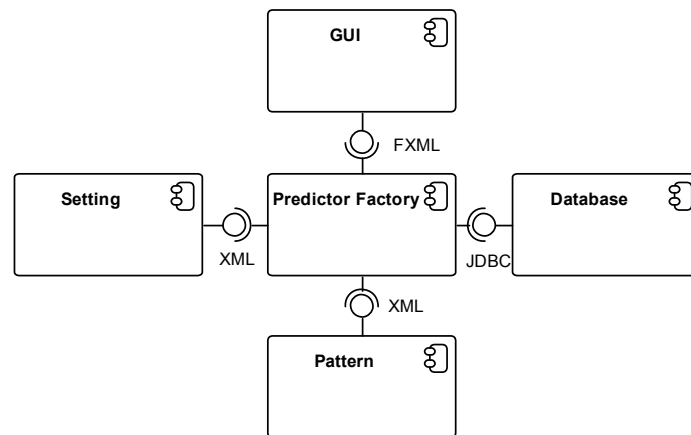 GUI
FXML
Setting
Predictor Factory
Database
XML
JDBC
XML
Pattern